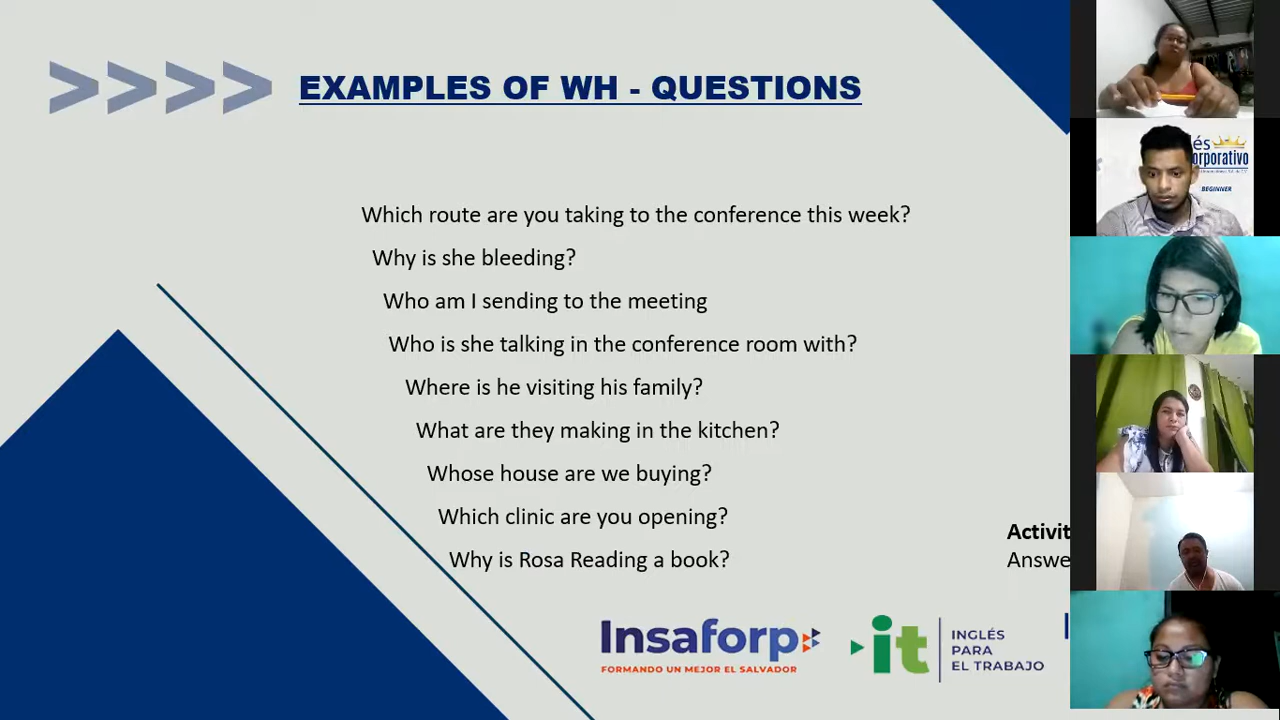 EXAMPLES OF WH - QUESTIONS
Which route are you taking to the conference this week?
Why is she bleeding?
Who am I sending to the meeting
Who is she talking in the conference room with?
Where is he visiting his family?
What are they making in the kitchen?
Whose house are we buying?
Which clinic are you opening?
Why is Rosa Reading a book?
Activit
Answe
Insaforp
FORMANDO UN MEJOR EL SALVADOR
it
INGLÉS
PARA
EL TRABAJO
és
orporativo
BEGINNER